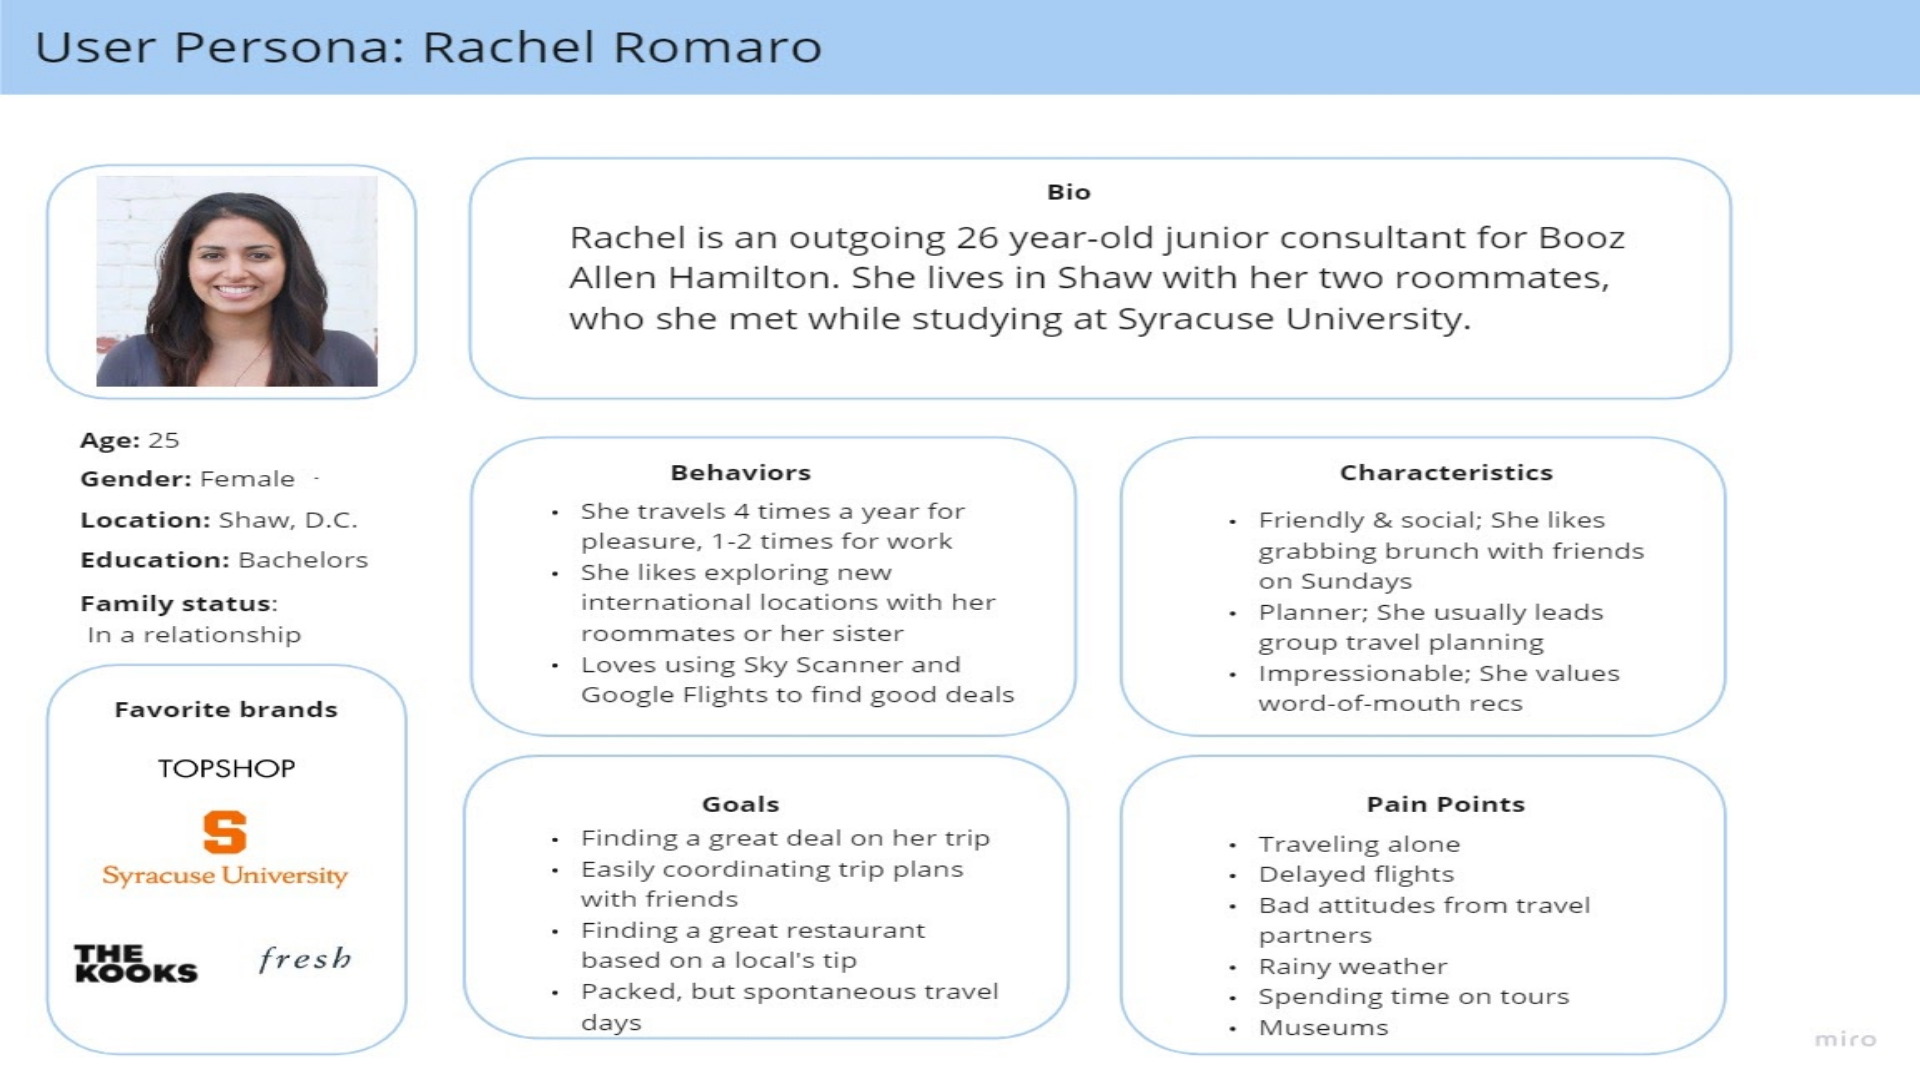 User Persona: Rachel Romaro
Bio
Rachel is an outgoing 26 year-old junior consultant for Booz
Allen Hamilton. She lives in Shaw with her two roommates,
who she met while studying at Syracuse University.
Age: 25
Gender: Female
Location: Shaw, D.C.
Education: Bachelors
Family status:
In a relationship
Favorite brands
TOPSHOP
S
Syracuse University
THE
KOOKS
fresh
Behaviors
• She travels 4 times a year for
pleasure, 1-2 times for work
• She likes exploring new
international locations with her
roommates or her sister
• Loves using Sky Scanner and
Google Flights to find good deals
Characteristics
• Friendly & social; She likes
grabbing brunch with friends
on Sundays
• Planner; She usually leads
group travel planning
• Impressionable; She values
word-of-mouth recs
Goals
• Finding a great deal on her trip
• Easily coordinating trip plans
with friends
• Finding a great restaurant
based on a local's tip
• Packed, but spontaneous travel
days
Pain Points
• Traveling alone
• Delayed flights
• Bad attitudes from travel
partners
• Rainy weather
• Spending time on tours
• Museums
miro